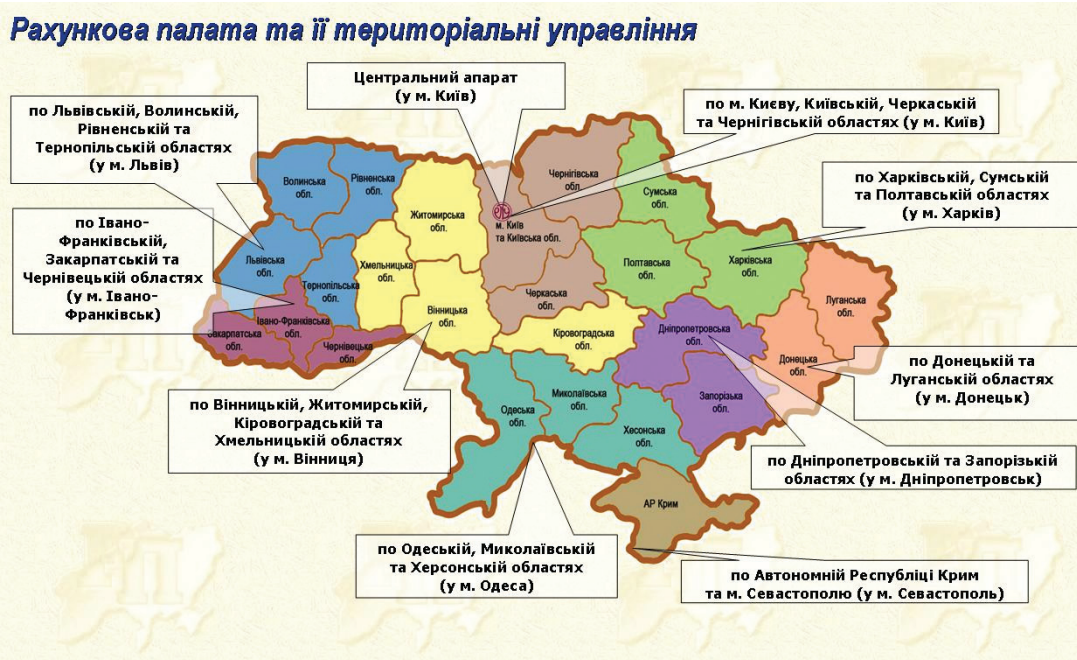 Рахункова палата та її територіальні управління
Центральний апарат
(у м. Київ)
по Львівській, Волинській,
Рівненській та
Тернопільській областях
(у м. Львів)
по м. Києву, Київській, Черкаській
та Чернігівській областях (у м. Київ)
по Харківській, Сумській
та Полтавській областях
(у м. Харків)
по Івано-
Франківській,
Закарпатській та
Чернівецькій областях
(у м. Івано-
Франківськ)
Волинська
обл.
Рівненська
обл.
Житомирська
обл.
Чернігівська
обл.
Сумська
обл.
м. Київ
та Київська обл.
Львівська
обл.
Тернопільська
обл.
Хмельницька
обл.
Вінницька
обл.
Черкаська
обл.
Полтавська
обл.
Харківська
обл.
Луганська
обл.
Закарпатська
обл.
Івано-Франківська
обл.
Чернівецька
обл.
Кіровоградська
обл.
Дніпропетровська
обл.
Донецька
обл.
Одеська
обл.
Миколаївська
обл.
Запорізька
обл.
Хесонська
обл.
АР Крим
по Донецькій та
Луганській областях
(у м. Донецьк)
по Вінницькій, Житомирській,
Кіровоградській та
Хмельницькій областях
(у м. Вінниця)
по Дніпропетровській та Запорізькій
областях (у м. Дніпропетровськ)
по Одеській, Миколаївській
та Херсонській областях
(у м. Одеса)
по Автономній Республіці Крим
та м. Севастополю (у м. Севастополь)